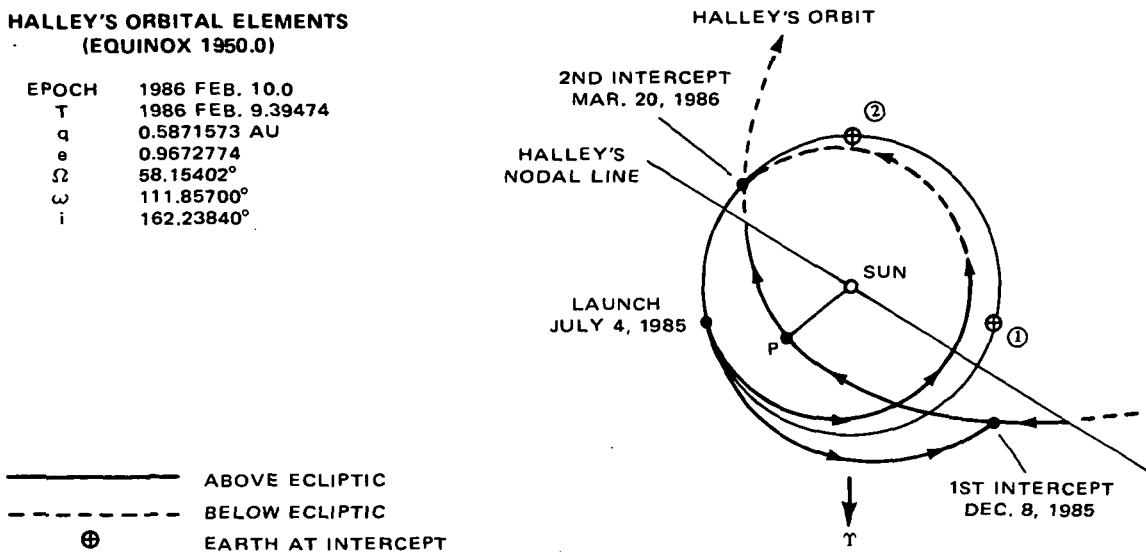 HALLEY'S ORBITAL ELEMENTS
(EQUINOX 1950.0)
EPOCH 1986 FEB. 10.0
T 1986 FEB. 9.39474
q 0.5871573 AU
e 0.9672774
Ω 58.15402°
ω 111.85700°
i 162.23840°
HALLEY'S ORBIT
2ND INTERCEPT
MAR. 20, 1986
②
HALLEY'S
NODAL LINE
SUN
LAUNCH
JULY 4, 1985
P
①
1ST INTERCEPT
DEC. 8, 1985
♈
ABOVE ECLIPTIC
BELOW ECLIPTIC
⊕ EARTH AT INTERCEPT